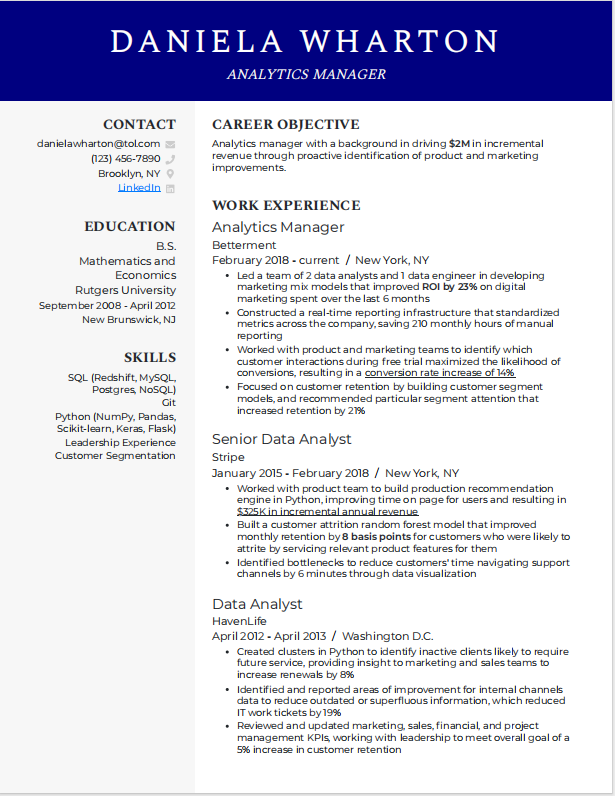 DANIELA WHARTON
ANALYTICS MANAGER
CONTACT
danielawharton@tol.com
(123) 456-7890
Brooklyn, NY
LinkedIn
EDUCATION
B.S.
Mathematics and
Economics
Rutgers University
September 2008 - April 2012
New Brunswick, NJ
SKILLS
SQL (Redshift, MySQL,
Postgres, NoSQL)
Git
Python (NumPy, Pandas,
Scikit-learn, Keras, Flask)
Leadership Experience
Customer Segmentation
CAREER OBJECTIVE
Analytics manager with a background in driving $2M in incremental
revenue through proactive identification of product and marketing
improvements.
WORK EXPERIENCE
Analytics Manager
Betterment
February 2018 - current / New York, NY
• Led a team of 2 data analysts and 1 data engineer in developing
marketing mix models that improved ROI by 23% on digital
marketing spent over the last 6 months
• Constructed a real-time reporting infrastructure that standardized
metrics across the company, saving 210 monthly hours of manual
reporting
• Worked with product and marketing teams to identify which
customer interactions during free trial maximized the likelihood of
conversions, resulting in a conversion rate increase of 14%
• Focused on customer retention by building customer segment
models, and recommended particular segment attention that
increased retention by 21%
Senior Data Analyst
Stripe
January 2015 - February 2018 / New York, NY
• Worked with product team to build production recommendation
engine in Python, improving time on page for users and resulting in
$325K in incremental annual revenue
• Built a customer attrition random forest model that improved
monthly retention by 8 basis points for customers who were likely to
attrite by servicing relevant product features for them
• Identified bottlenecks to reduce customers' time navigating support
channels by 6 minutes through data visualization
Data Analyst
HavenLife
April 2012 - April 2013 / Washington D.C.
• Created clusters in Python to identify inactive clients likely to require
future service, providing insight to marketing and sales teams to
increase renewals by 8%
• Identified and reported areas of improvement for internal channels
data to reduce outdated or superfluous information, which reduced
IT work tickets by 19%
• Reviewed and updated marketing, sales, financial, and project
management KPIs, working with leadership to meet overall goal of a
5% increase in customer retention